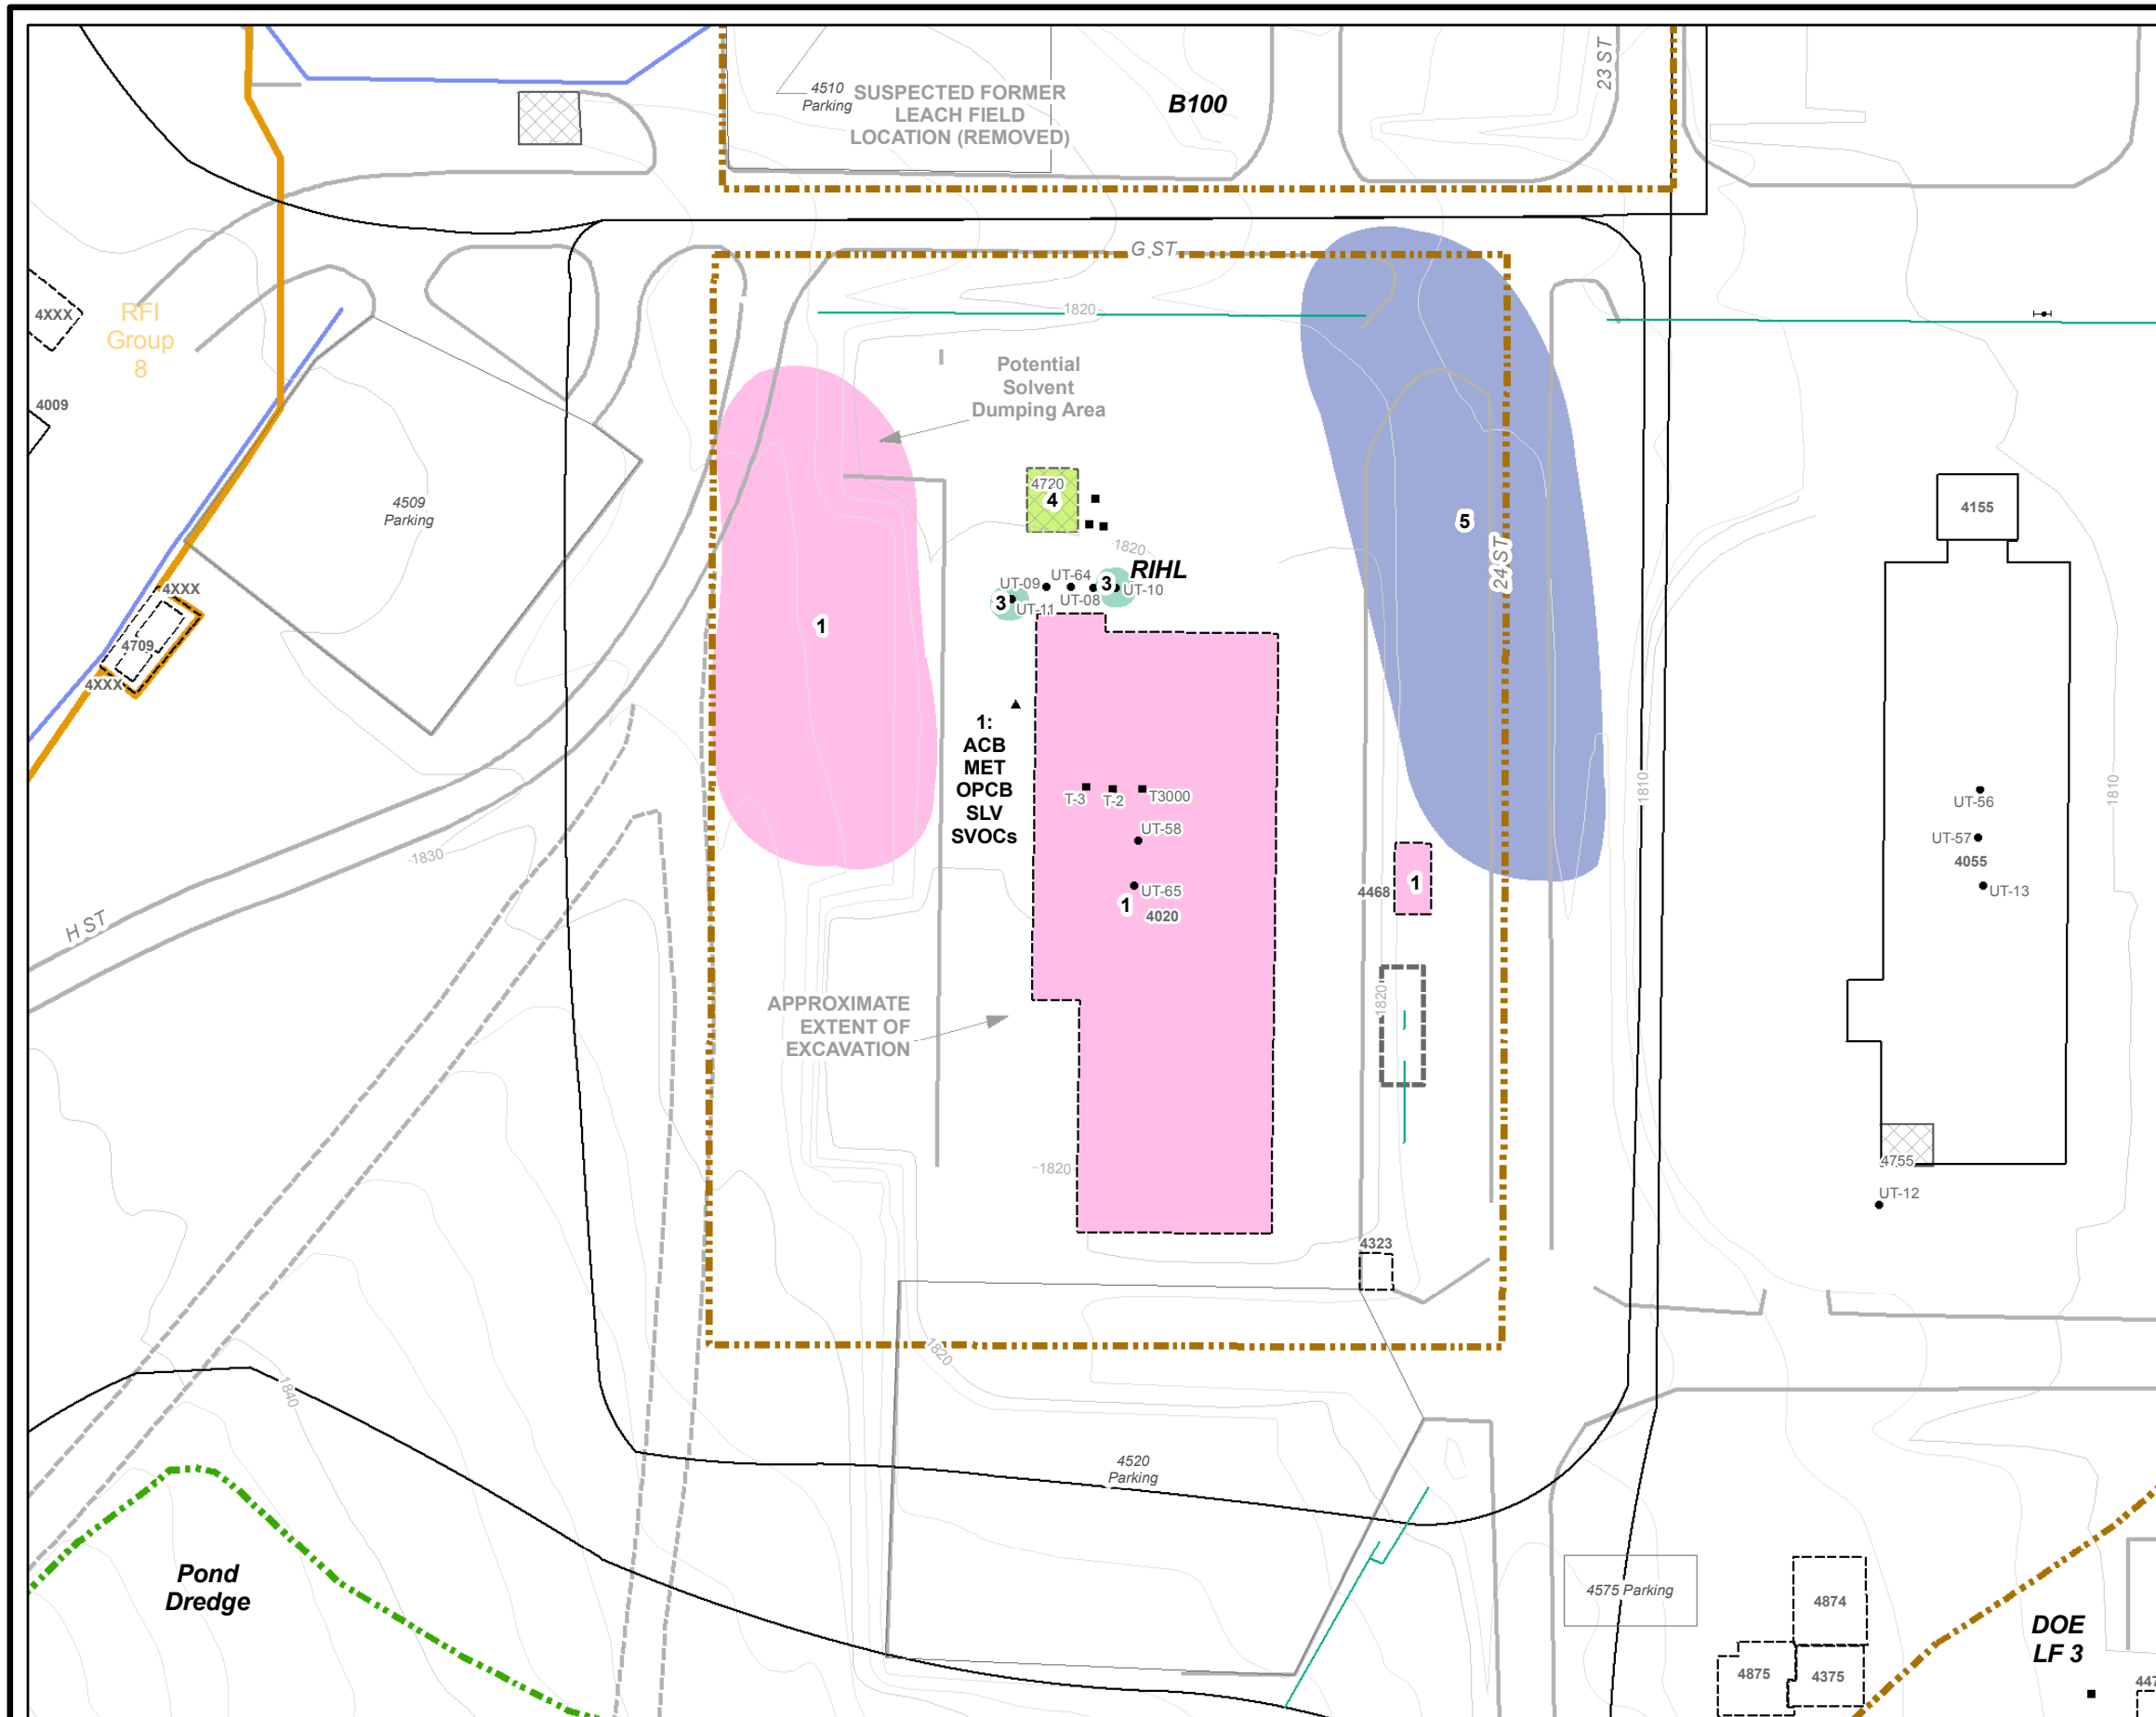 4510
Parking
SUSPECTED FORMER
LEACH FIELD
LOCATION (REMOVED)
B100
23 ST
G ST
4XXX
RFI
Group
8
1820
Potential
Solvent
Dumping Area
4009
4509
Parking
4720
4
5
4155
1820
RIHL
24 ST
UT-09
UT-64
3
UT-10
3
UT-11
UT-08
4XXX
4709
4XXX
1
1:
ACB
MET
OPCB
SLV
SVOCs
T-3
T-2
T3000
UT-58
UT-65
1
4020
1810
1810
UT-56
UT-57
4055
UT-13
1830
4468
1
H ST
APPROXIMATE
EXTENT OF
EXCAVATION
1820
1820
4755
UT-12
4323
1820
1840
4520
Parking
Pond
Dredge
4575 Parking
4874
DOE
LF 3
4875
4375
447